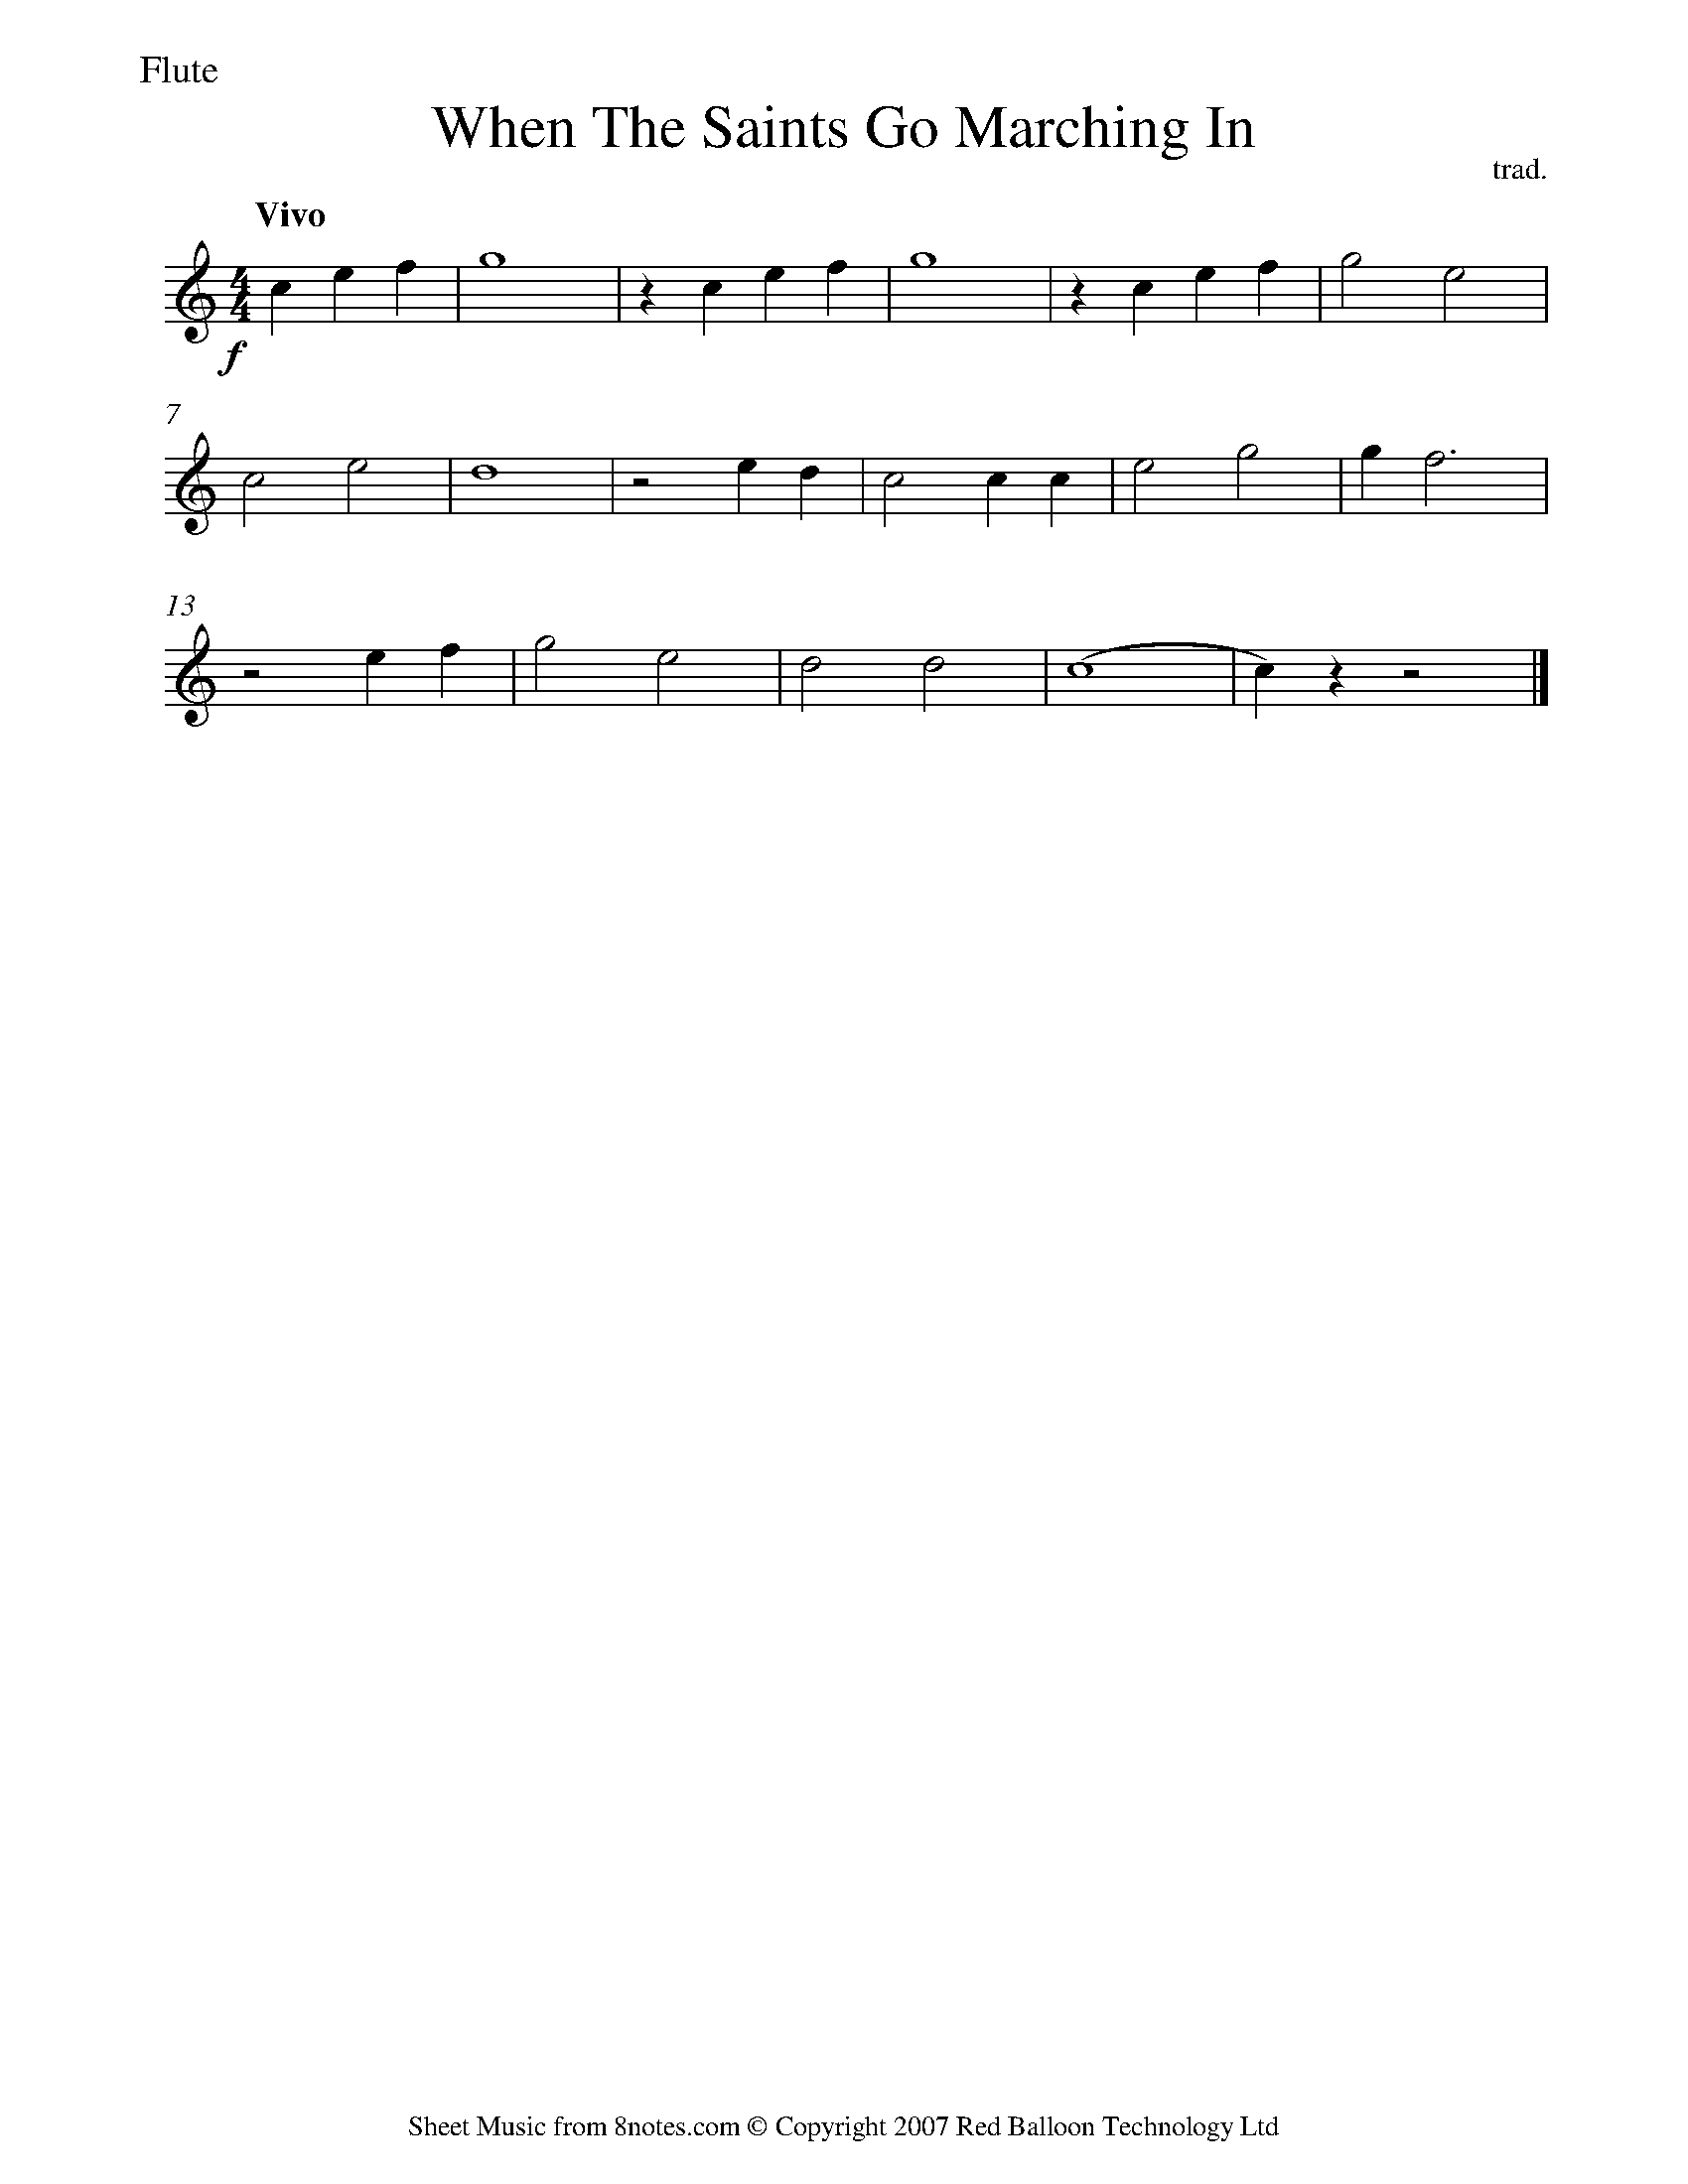 Flute
When The Saints Go Marching In
trad.
Vivo
4
4
f
7
13
Sheet Music from 8notes.com © Copyright 2007 Red Balloon Technology Ltd